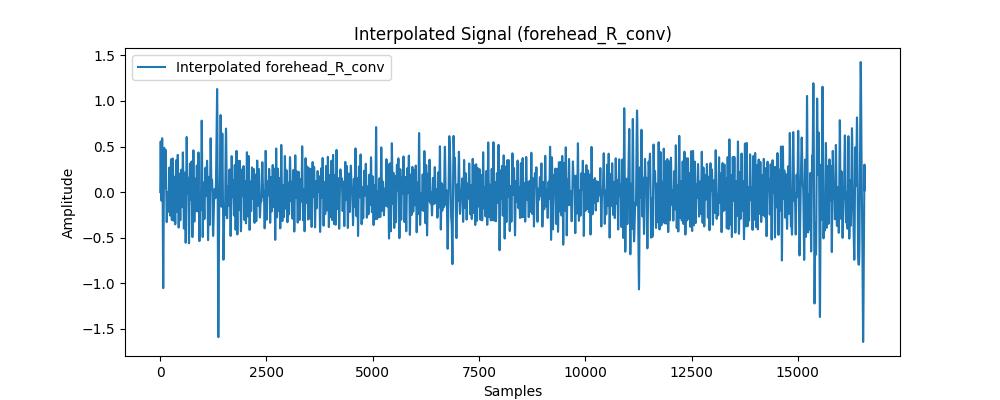 Interpolated Signal (forehead_R_conv)
Interpolated forehead_R_conv
1.5
1.0
0.5
0.0
−0.5
−1.0
−1.5
Amplitude
0 2500 5000 7500 10000 12500 15000
Samples